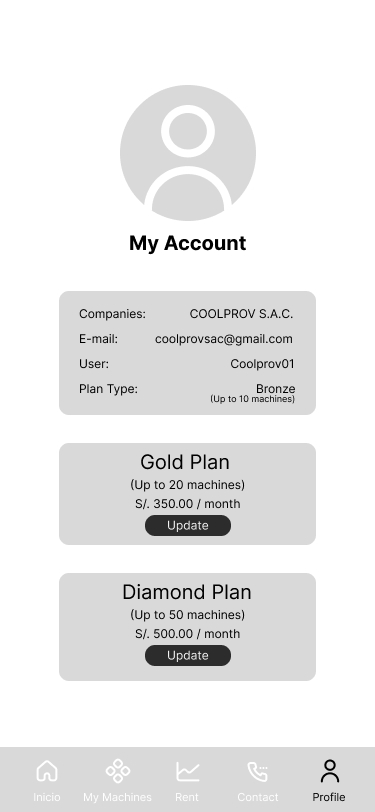 My Account
Companies: COOLPROV S.A.C.
E-mail: coolprovsac@gmail.com
User: Coolprov01
Plan Type: Bronze
(Up to 10 machines)
Gold Plan
(Up to 20 machines)
S/. 350.00 / month
Update
Diamond Plan
(Up to 50 machines)
S/. 500.00 / month
Update
Inicio My Machines Rent Contact Profile